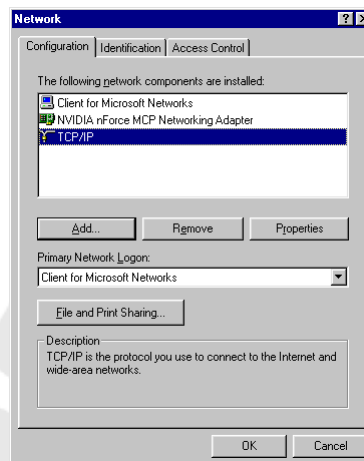 Network
Configuration Identification Access Control
The following network components are installed:
Client for Microsoft Networks
NVIDIA nForce MCP Networking Adapter
TCP/IP
Add... Remove Properties
Primary Network Logon:
Client for Microsoft Networks
File and Print Sharing...
Description
TCP/IP is the protocol you use to connect to the Internet and
wide-area networks.
OK Cancel